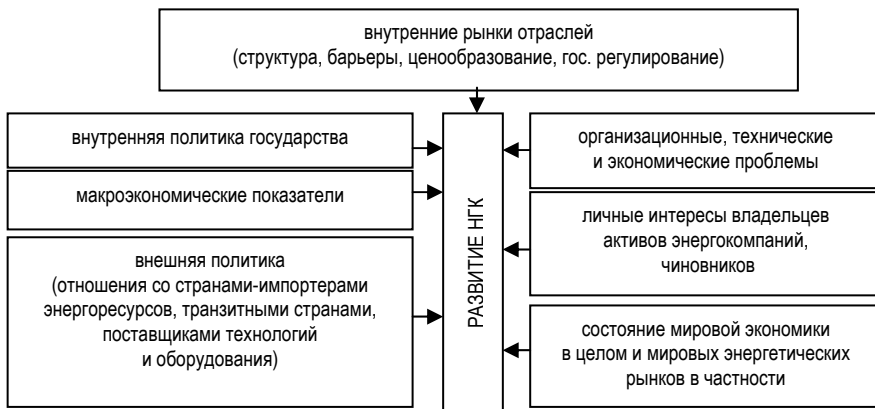 внутренние рынки отраслей
(структура, барьеры, ценообразование, гос. регулирование)
внутренняя политика государства
макроэкономические показатели
внешняя политика
(отношения со странами-импортерами
энергоресурсов, транзитными странами,
поставщиками технологий
и оборудования)
РАЗВИТИЕ НГК
организационные, технические
и экономические проблемы
личные интересы владельцев
активов энергокомпаний,
чиновников
состояние мировой экономики
в целом и мировых энергетических
рынков в частности